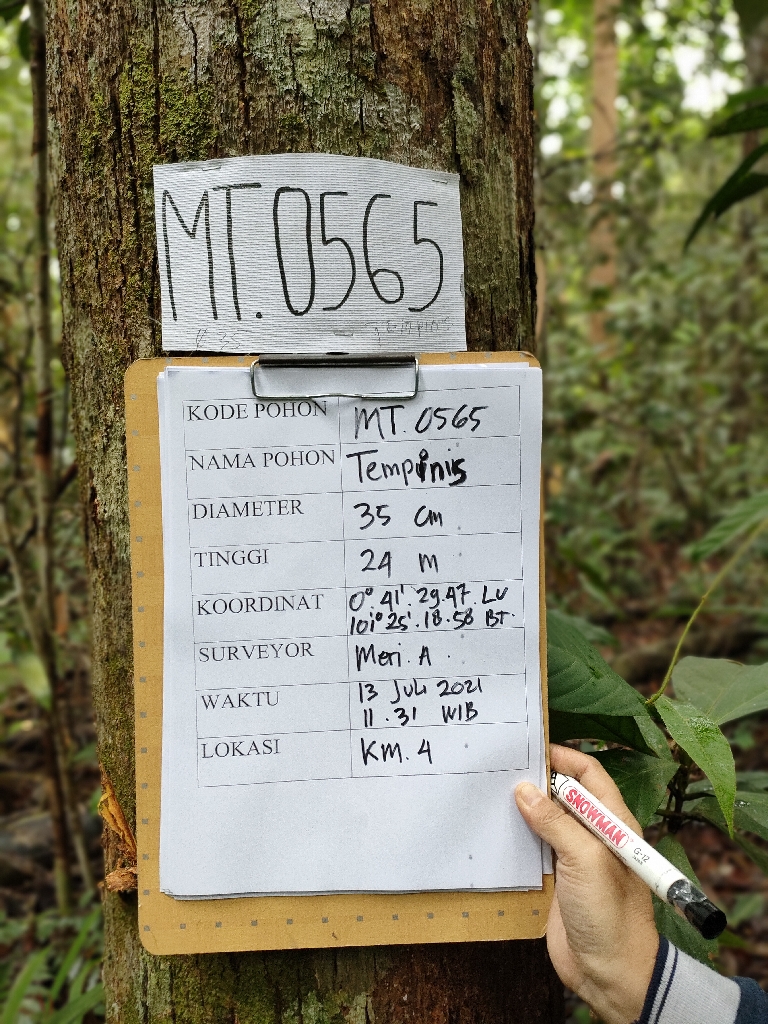 MT.0565
KODE POHON MT. 0565
NAMA POHON Tempinis
DIAMETER 35 cm
TINGGI 24 m
KOORDINAT 0° 41'. 29.47. LU
101° 25'. 18.58 BT.
SURVEYOR Meri. A.
WAKTU 13 Juli 2021
11.31 WIB
LOKASI KM. 4
SNOWMAN
G-12